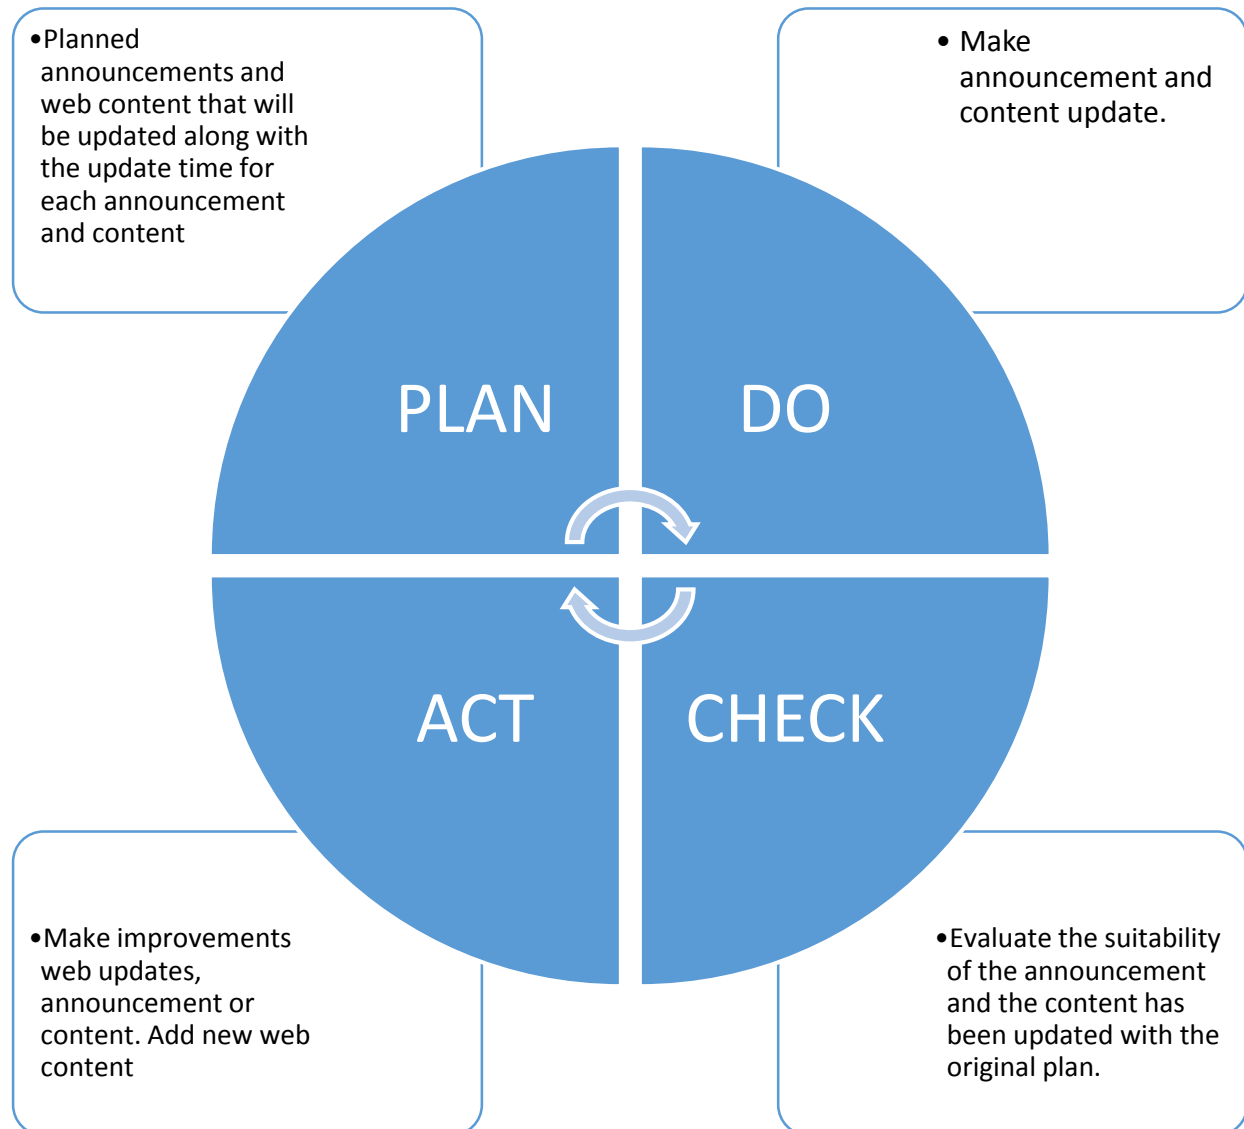 •Planned
announcements and
web content that will
be updated along with
the update time for
each announcement
and content
• Make
announcement and
content update.
PLAN
DO
ACT
CHECK
•Make improvements
web updates,
announcement or
content. Add new web
content
•Evaluate the suitability
of the announcement
and the content has
been updated with the
original plan.